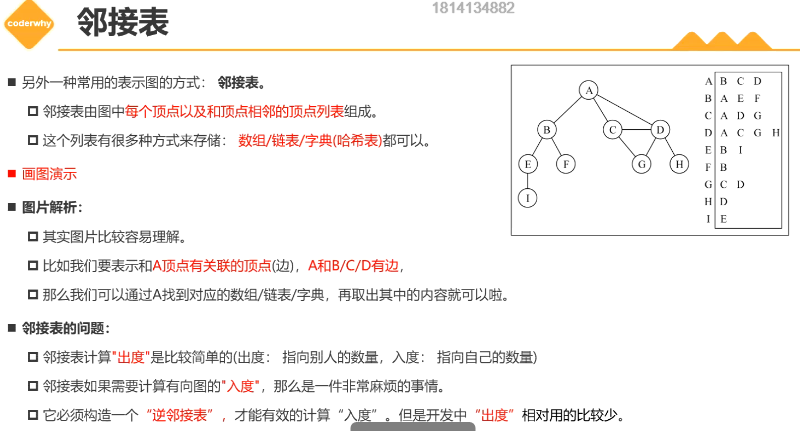 coderwhy
邻接表
1814134882
■ 另外一种常用的表示图的方式： 邻接表。
邻接表由图中每个顶点以及和顶点相邻的顶点列表组成。
这个列表有很多种方式来存储： 数组/链表/字典(哈希表)都可以。
■ 画图演示
■ 图片解析：
其实图片比较容易理解。
比如我们要表示和A顶点有关联的顶点(边)，A和B/C/D有边，
那么我们可以通过A找到对应的数组/链表/字典，再取出其中的内容就可以啦。
■ 邻接表的问题：
邻接表计算"出度"是比较简单的(出度： 指向别人的数量，入度： 指向自己的数量)
邻接表如果需要计算有向图的"入度"，那么是一件非常麻烦的事情。
它必须构造一个“逆邻接表”，才能有效的计算“入度”。但是开发中“出度”相对用的比较少。
A
B C D
E F G H
I
A B C D
B A E F
C A D G
D A C G H
E B I
F B
G C D
H D
I E